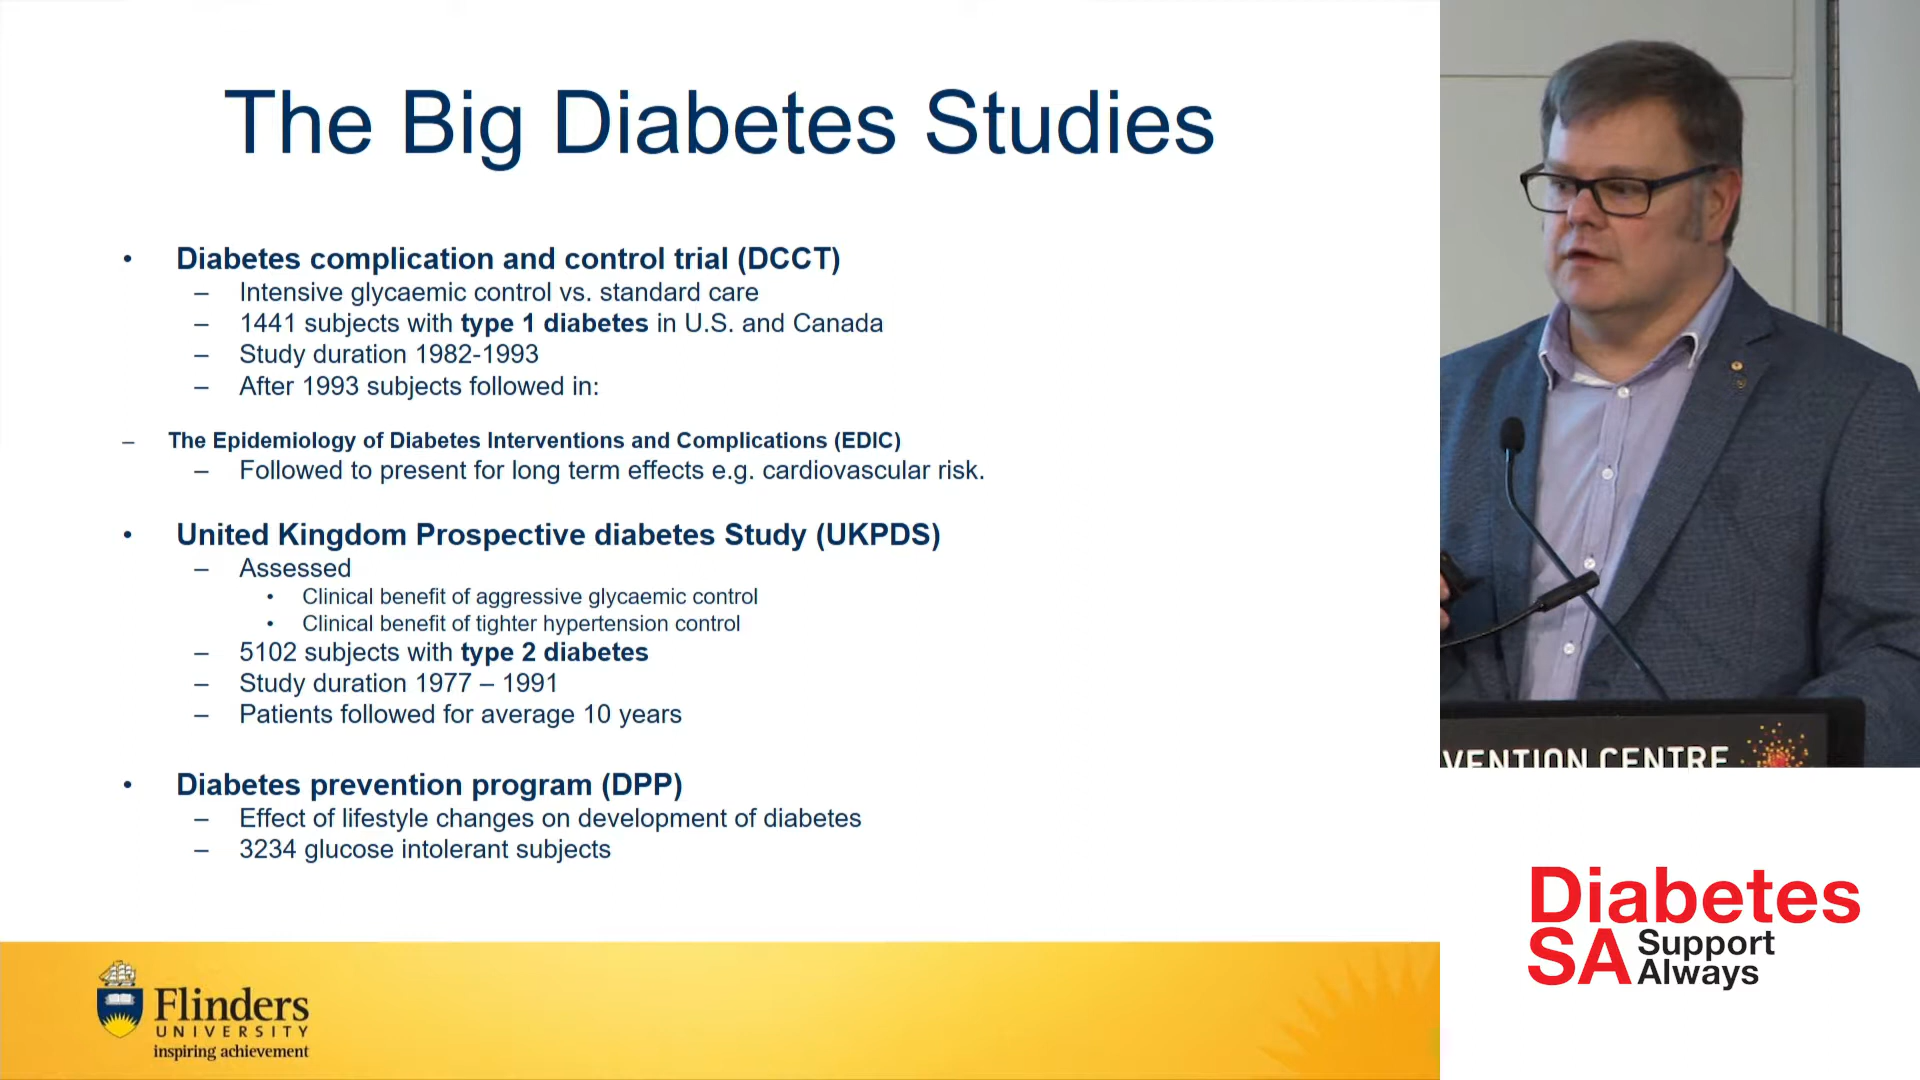 The Big Diabetes Studies
• Diabetes complication and control trial (DCCT)
– Intensive glycaemic control vs. standard care
– 1441 subjects with type 1 diabetes in U.S. and Canada
– Study duration 1982-1993
– After 1993 subjects followed in:
– The Epidemiology of Diabetes Interventions and Complications (EDIC)
– Followed to present for long term effects e.g. cardiovascular risk.
• United Kingdom Prospective diabetes Study (UKPDS)
– Assessed
• Clinical benefit of aggressive glycaemic control
• Clinical benefit of tighter hypertension control
– 5102 subjects with type 2 diabetes
– Study duration 1977 – 1991
– Patients followed for average 10 years
• Diabetes prevention program (DPP)
– Effect of lifestyle changes on development of diabetes
– 3234 glucose intolerant subjects
Flinders
UNIVERSITY
inspiring achievement
VENTION CENTRE
Diabetes
SA Support
Always